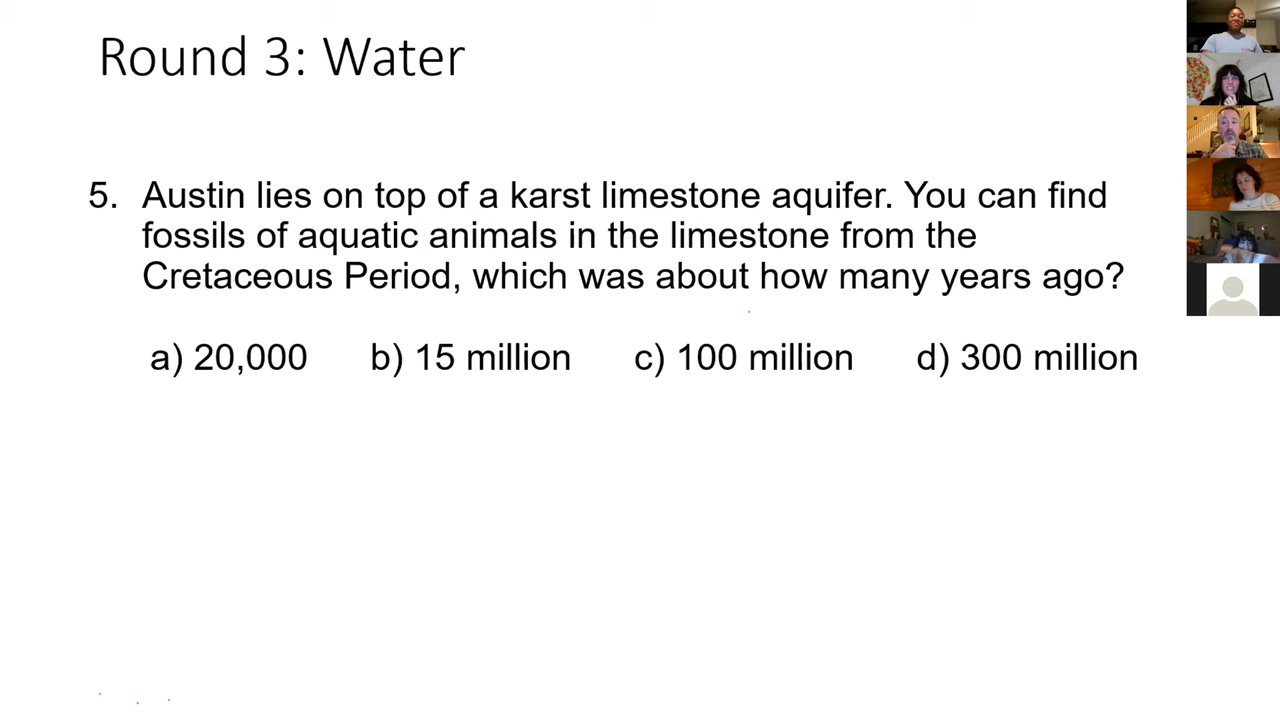 Round 3: Water
5. Austin lies on top of a karst limestone aquifer. You can find
fossils of aquatic animals in the limestone from the
Cretaceous Period, which was about how many years ago?
a) 20,000 b) 15 million c) 100 million d) 300 million